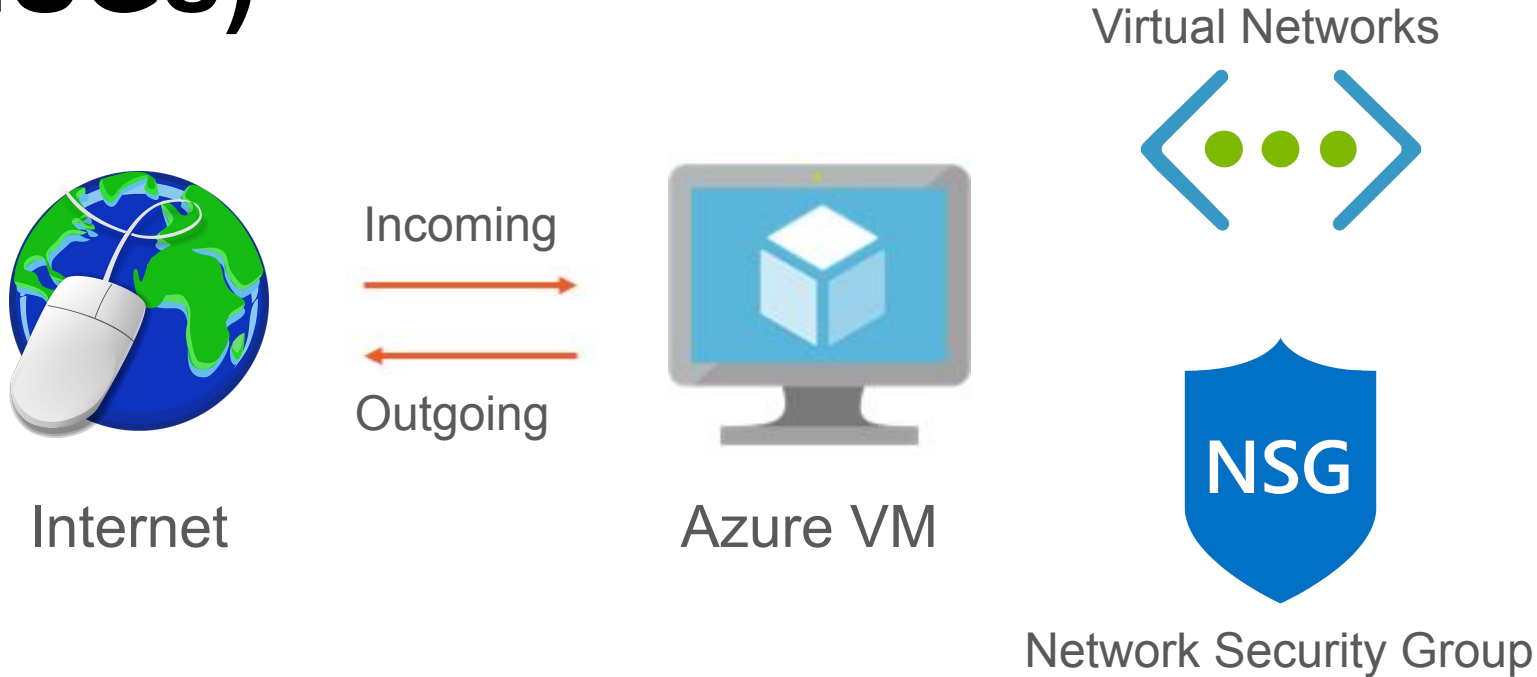 Virtual Networks
Incoming
Outgoing
Internet
Azure VM
NSG
Network Security Group